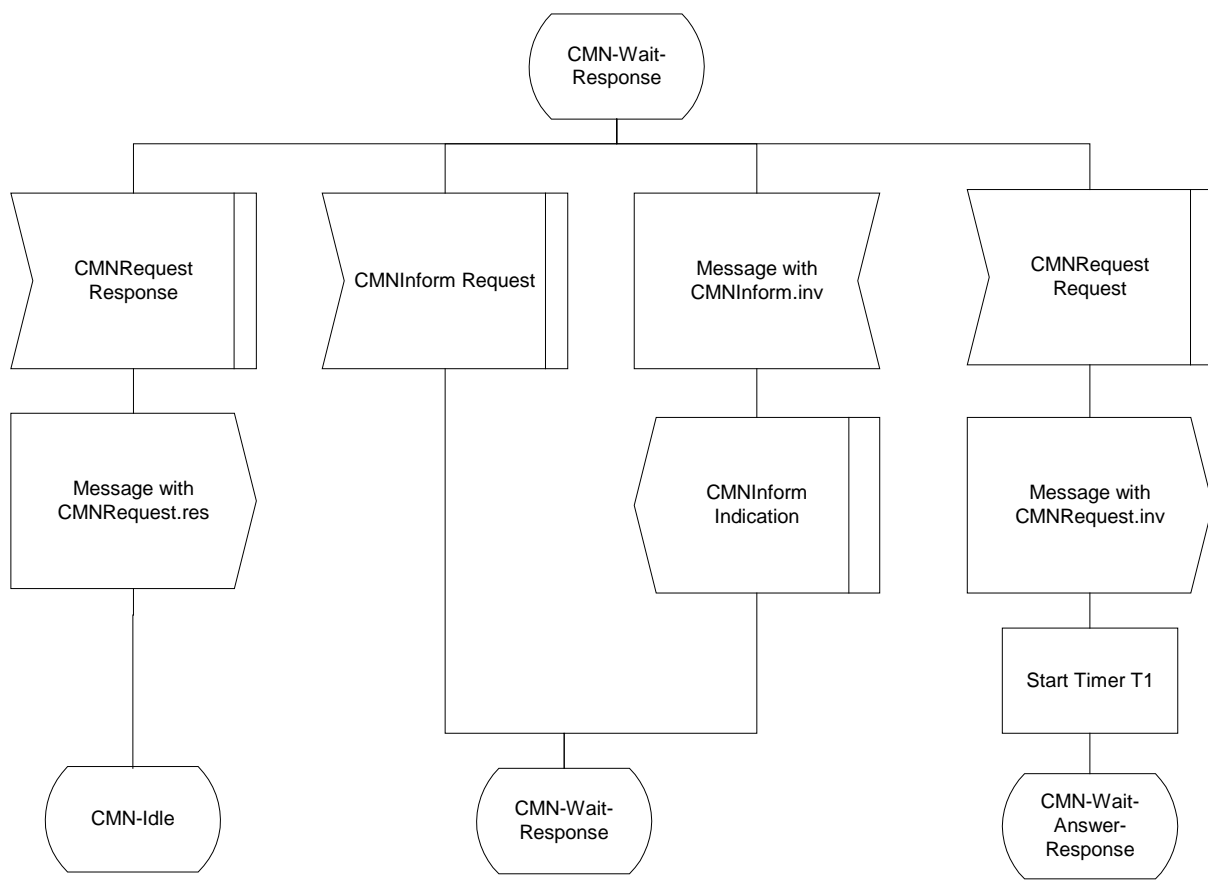 CMN-Wait-
Response
CMNRequest
Response
CMNInform Request
Message with
CMNInform.inv
CMNRequest
Request
Message with
CMNRequest.res
CMNInform
Indication
Message with
CMNRequest.inv
Start Timer T1
CMN-Idle
CMN-Wait-
Response
CMN-Wait-
Answer-
Response